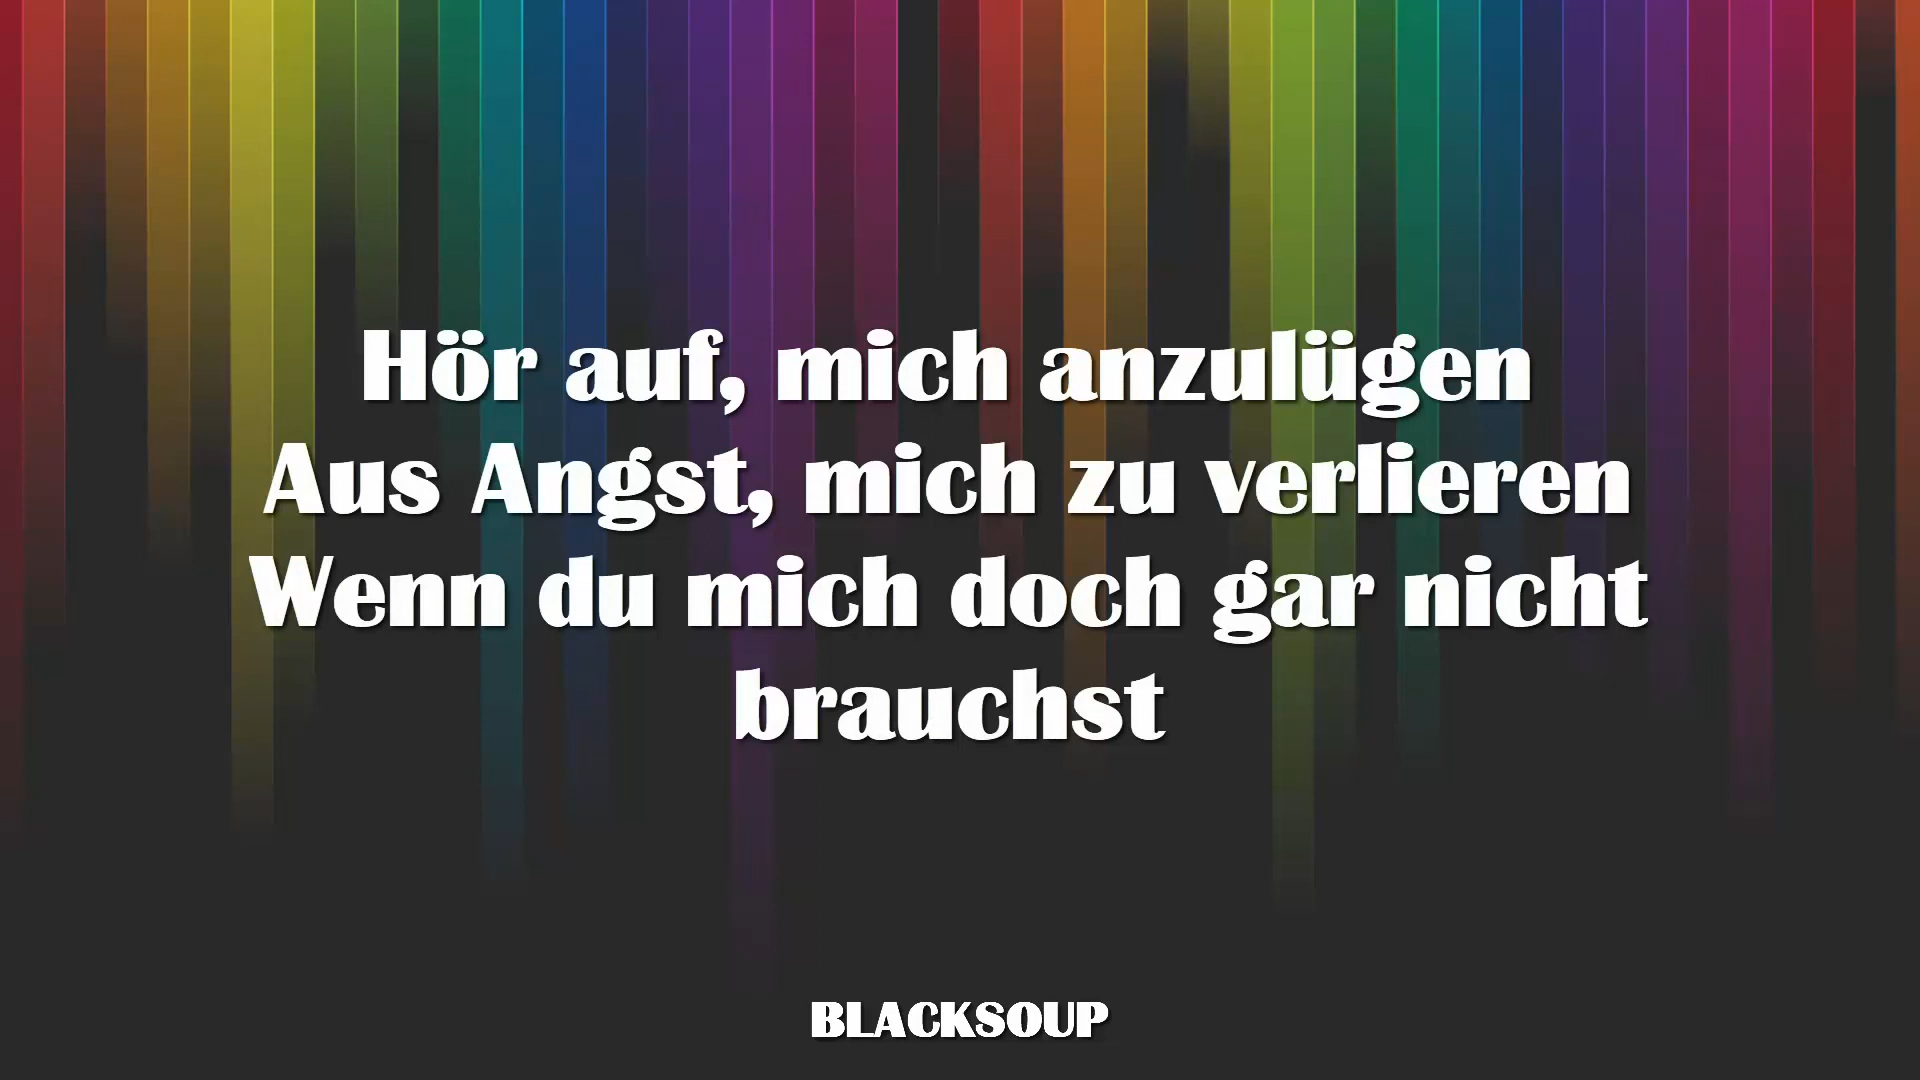 Hör auf, mich anzulügen
Aus Angst, mich zu verlieren
Wenn du mich doch gar nicht
brauchst
BLACKSOUP